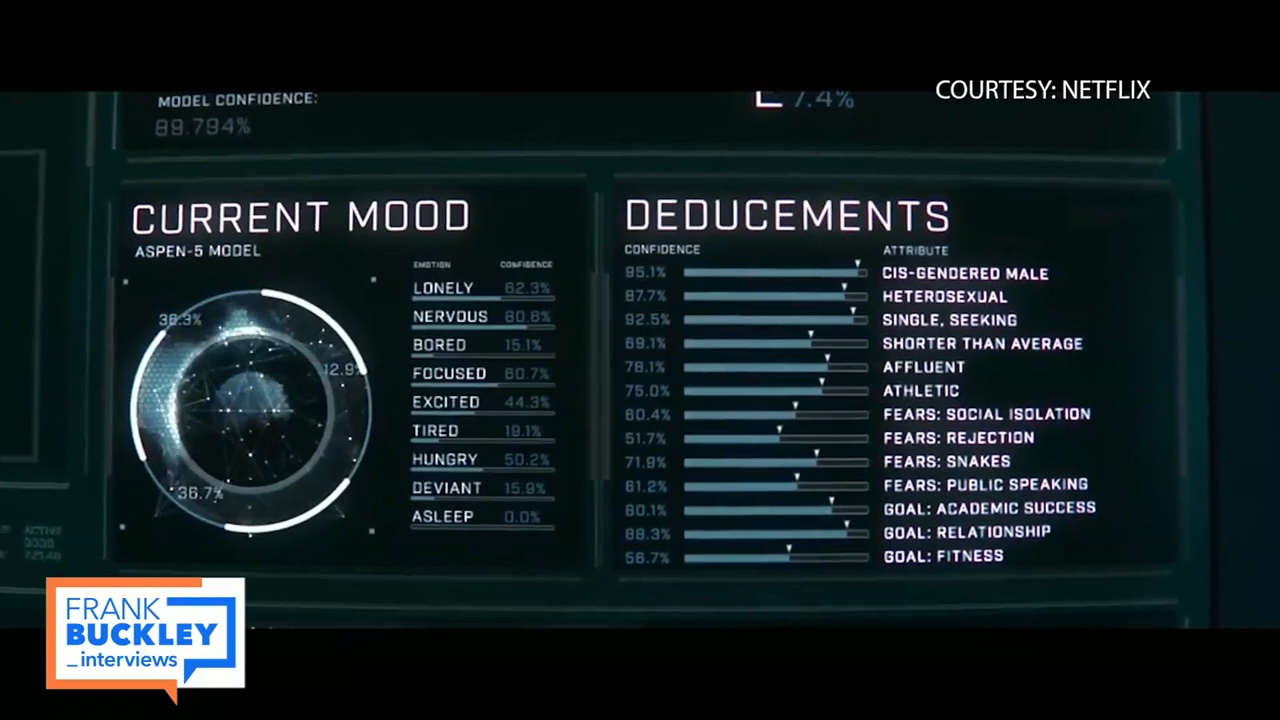 COURTESY: NETFLIX
MODEL CONFIDENCE:
89.794%
7.4%
CURRENT MOOD
ASPEN-5 MODEL
EMOTION CONFIDENCE
LONELY 62.3%
NERVOUS 80.6%
BORED 15.1%
FOCUSED 60.7%
EXCITED 44.3%
TIRED 19.1%
HUNGRY 50.2%
DEVIANT 15.9%
ASLEEP 0.0%
36.3%
12.9%
36.7%
DEDUCEMENTS
CONFIDENCE ATTRIBUTE
95.1% CIS-GENDERED MALE
87.7% HETEROSEXUAL
92.5% SINGLE, SEEKING
69.1% SHORTER THAN AVERAGE
78.1% AFFLUENT
75.0% ATHLETIC
60.4% FEARS: SOCIAL ISOLATION
51.7% FEARS: REJECTION
71.9% FEARS: SNAKES
61.2% FEARS: PUBLIC SPEAKING
80.1% GOAL: ACADEMIC SUCCESS
88.3% GOAL: RELATIONSHIP
56.7% GOAL: FITNESS
ACTIVE
FRANK
BUCKLEY
_interviews